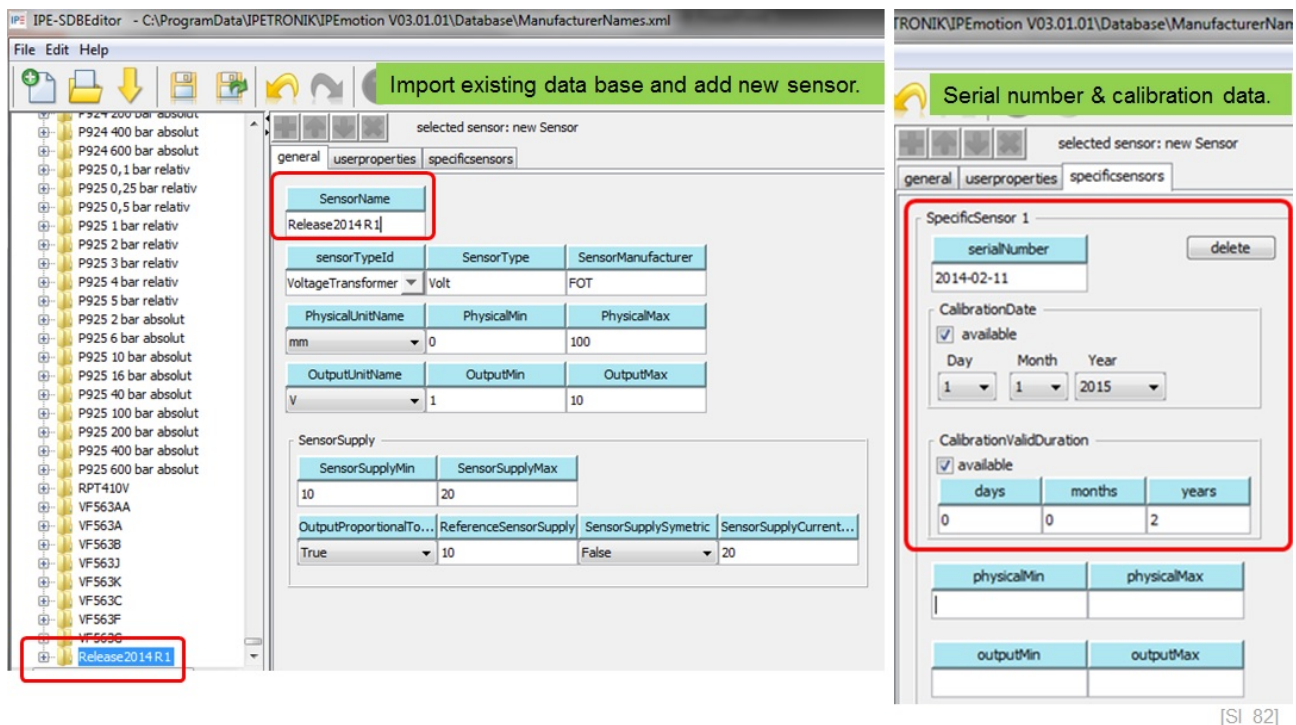 IPE-SDBEditor - C:\ProgramData\IPETRONIK\IPEmotion V03.01.01\Database\ManufacturerNames.xml
File Edit Help
Import existing data base and add new sensor.
P924 200 bar absolut
P924 400 bar absolut
P924 600 bar absolut
P925 0,1 bar relativ
P925 0,25 bar relativ
P925 0,5 bar relativ
P925 1 bar relativ
P925 2 bar relativ
P925 3 bar relativ
P925 4 bar relativ
P925 5 bar relativ
P925 2 bar absolut
P925 6 bar absolut
P925 10 bar absolut
P925 16 bar absolut
P925 40 bar absolut
P925 100 bar absolut
P925 200 bar absolut
P925 400 bar absolut
P925 600 bar absolut
RPT410V
VF563AA
VF563A
VF563B
VF563J
VF563K
VF563C
VF563F
VF563G
Release2014 R1
selected sensor: new Sensor
general userproperties specificsensors
SensorName
Release2014 R1
sensorTypeId SensorType SensorManufacturer
VoltageTransformer Volt FOT
PhysicalUnitName PhysicalMin PhysicalMax
mm 0 100
OutputUnitName OutputMin OutputMax
V 1 10
SensorSupply
SensorSupplyMin SensorSupplyMax
10 20
OutputProportionalTo... ReferenceSensorSupply SensorSupplySymetric SensorSupplyCurrent...
True 10 False 20
TRONIK\IPEmotion V03.01.01\Database\ManufacturerNam
Serial number & calibration data.
selected sensor: new Sensor
general userproperties specificsensors
SpecificSensor 1
serialNumber delete
2014-02-11
CalibrationDate
available
Day Month Year
1 1 2015
CalibrationValidDuration
available
days months years
0 0 2
physicalMin physicalMax
outputMin outputMax
[SI_82]